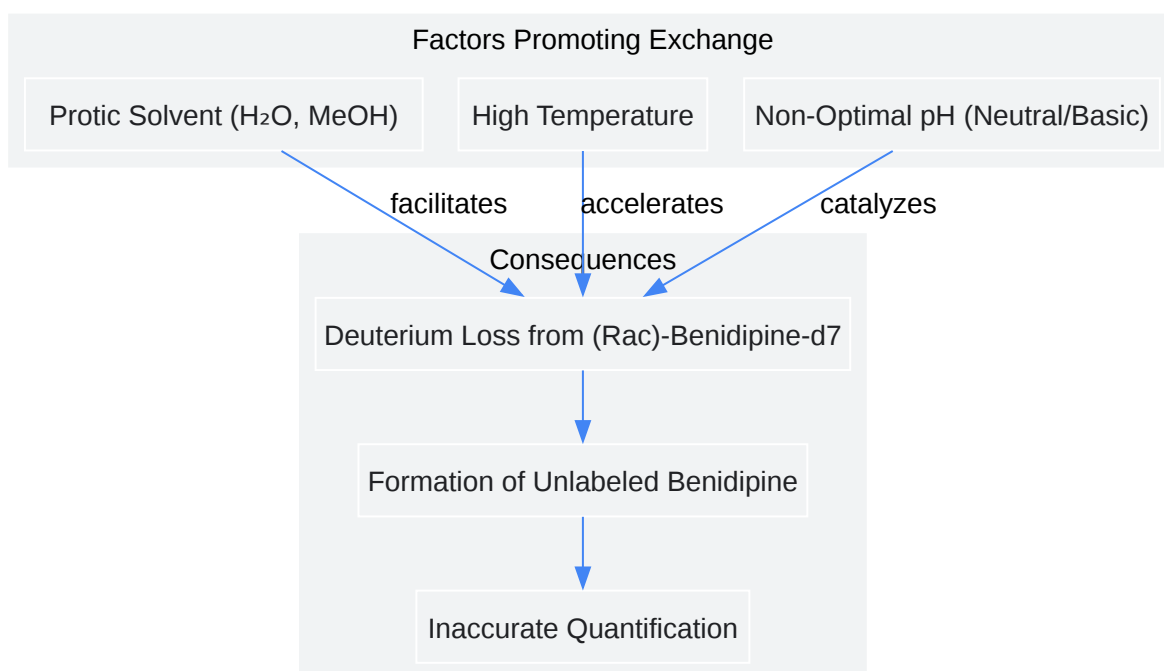 Factors Promoting Exchange
Protic Solvent (H₂O, MeOH)
High Temperature
Non-Optimal pH (Neutral/Basic)
facilitates
accelerates
catalyzes
Consequences
Deuterium Loss from (Rac)-Benidipine-d7
Formation of Unlabeled Benidipine
Inaccurate Quantification